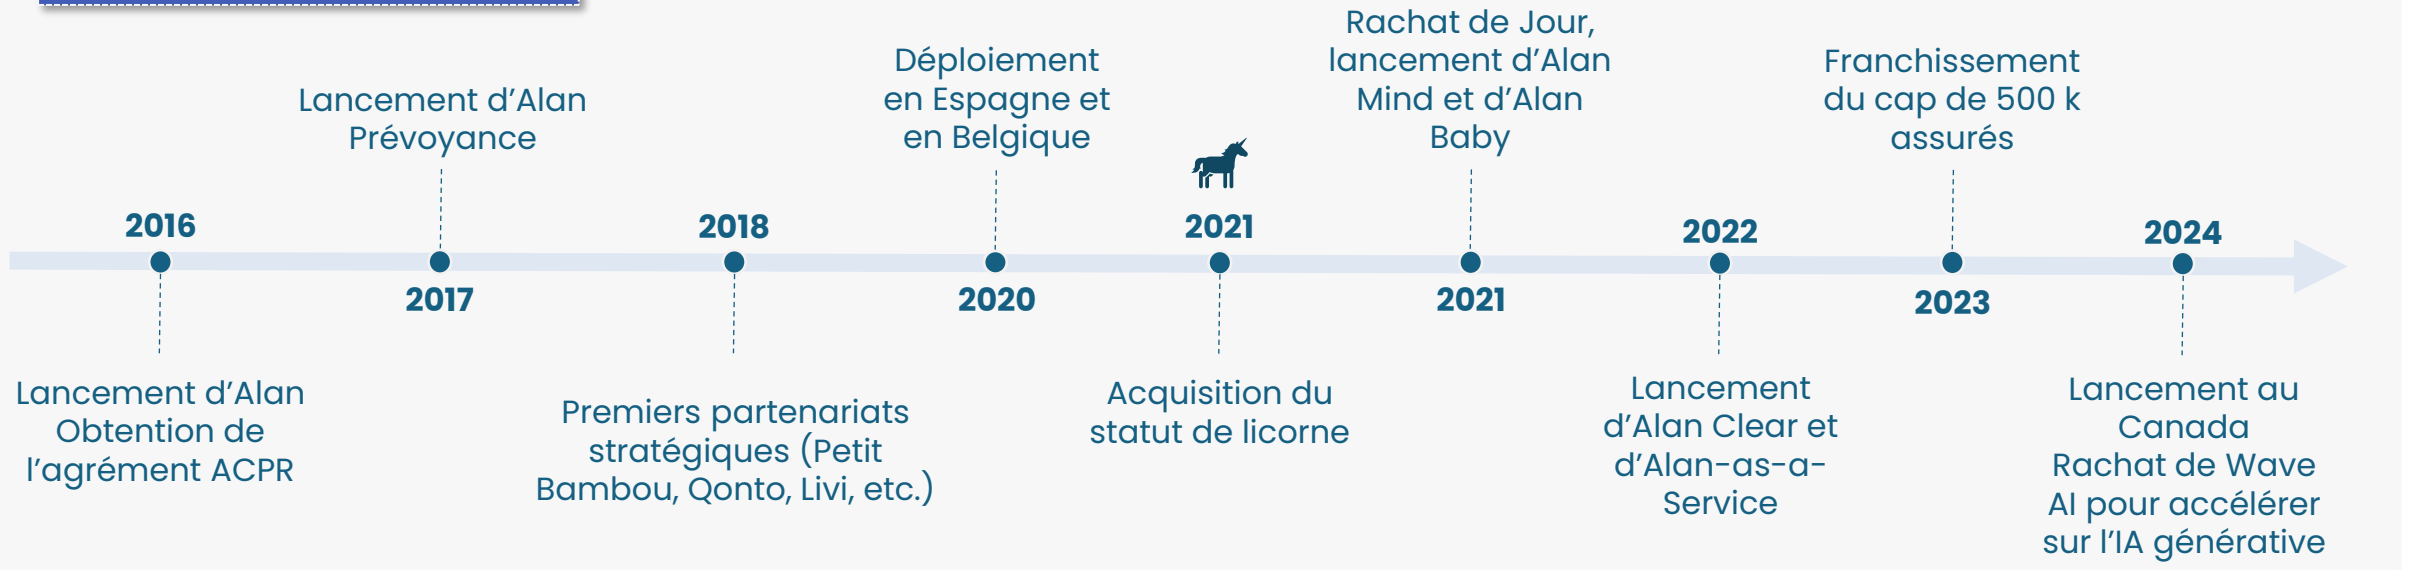 2016
Lancement d’Alan
Obtention de
l’agrément ACPR
Lancement d’Alan
Prévoyance
2017
2018
Premiers partenariats
stratégiques (Petit
Bambou, Qonto, Livi, etc.)
Déploiement
en Espagne et
en Belgique
2020
2021
Acquisition du
statut de licorne
Rachat de Jour,
lancement d’Alan
Mind et d’Alan
Baby
2021
2022
Lancement
d’Alan Clear et
d’Alan-as-a-
Service
Franchissement
du cap de 500 k
assurés
2023
2024
Lancement au
Canada
Rachat de Wave
AI pour accélérer
sur l’IA générative